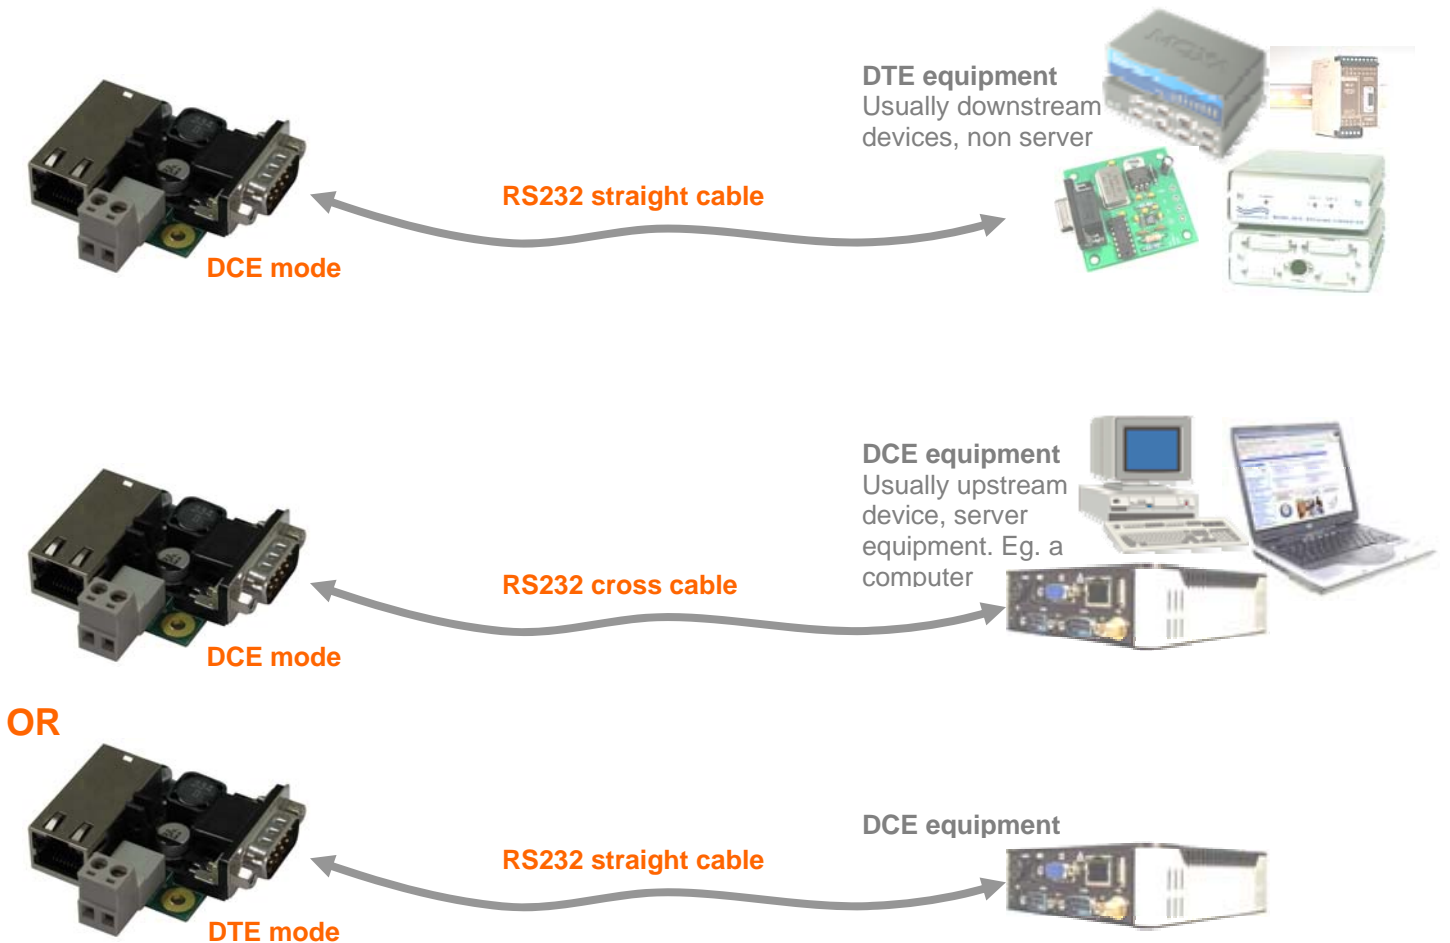 DTE equipment
Usually downstream
devices, non server
MOXA
RS232 straight cable
DCE mode
DCE equipment
Usually upstream
device, server
equipment. Eg. a
computer
RS232 cross cable
DCE mode
OR
DCE equipment
RS232 straight cable
DTE mode